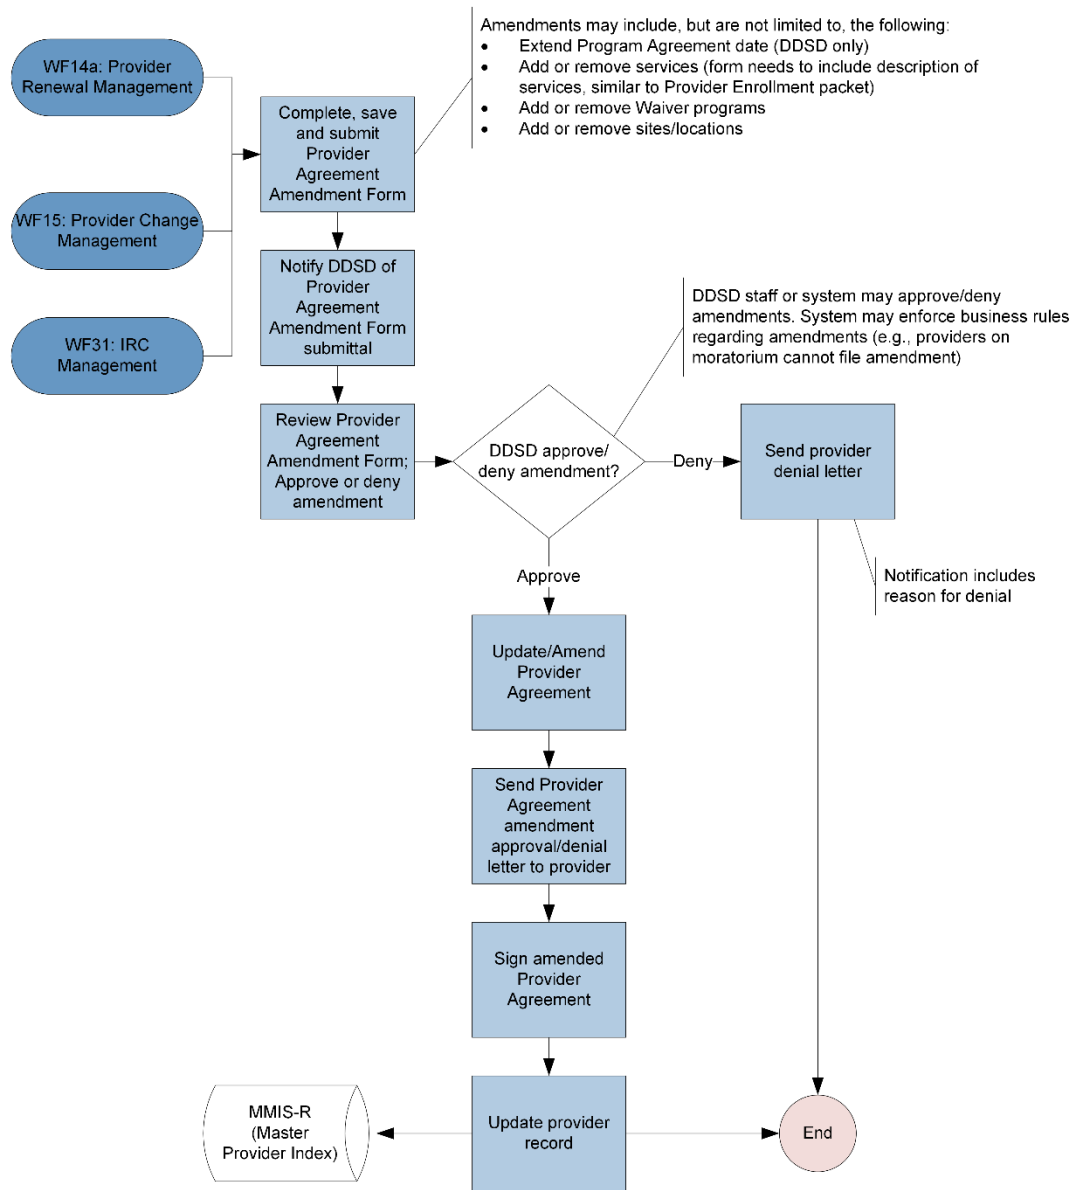 WF14a: Provider
Renewal Management
WF15: Provider Change
Management
WF31: IRC
Management
Amendments may include, but are not limited to, the following:
• Extend Program Agreement date (DDSD only)
• Add or remove services (form needs to include description of
services, similar to Provider Enrollment packet)
• Add or remove Waiver programs
• Add or remove sites/locations
Complete, save
and submit
Provider
Agreement
Amendment Form
Notify DDSD of
Provider
Agreement
Amendment Form
submittal
DDSD staff or system may approve/deny
amendments. System may enforce business rules
regarding amendments (e.g., providers on
moratorium cannot file amendment)
Review Provider
Agreement
Amendment Form;
Approve or deny
amendment
DDSD approve/
deny amendment?
Deny
Send provider
denial letter
Notification includes
reason for denial
Approve
Update/Amend
Provider
Agreement
Send Provider
Agreement
amendment
approval/denial
letter to provider
Sign amended
Provider
Agreement
Update provider
record
MMIS-R
(Master
Provider Index)
End